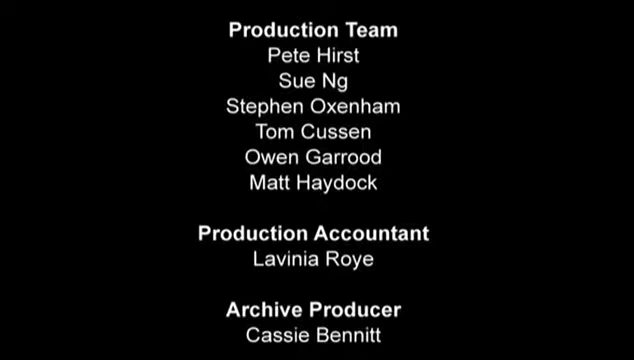 Production Team
Pete Hirst
Sue Ng
Stephen Oxenham
Tom Cussen
Owen Garrood
Matt Haydock
Production Accountant
Lavinia Roye
Archive Producer
Cassie Bennitt